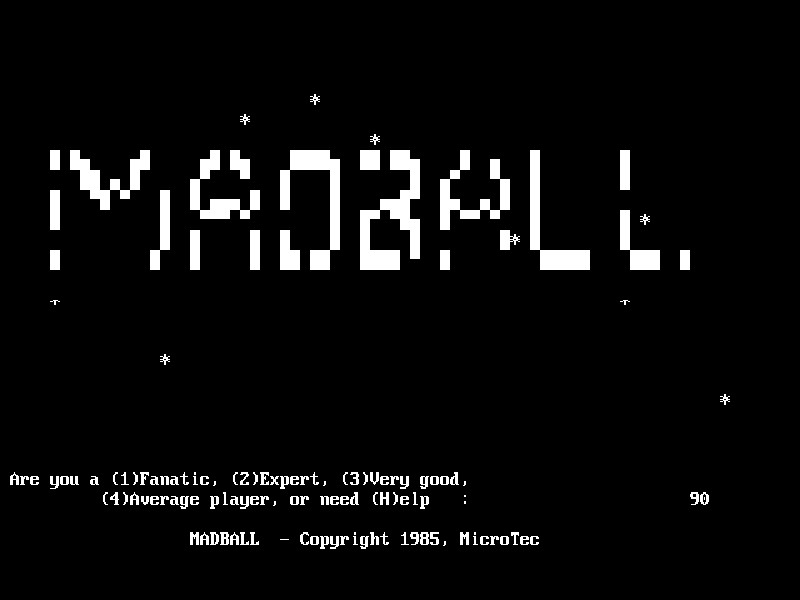 MADBALL
Are you a (1)Fanatic, (2)Expert, (3)Very good,
(4)Average player, or need (H)elp   :   90
MADBALL  - Copyright 1985, MicroTec